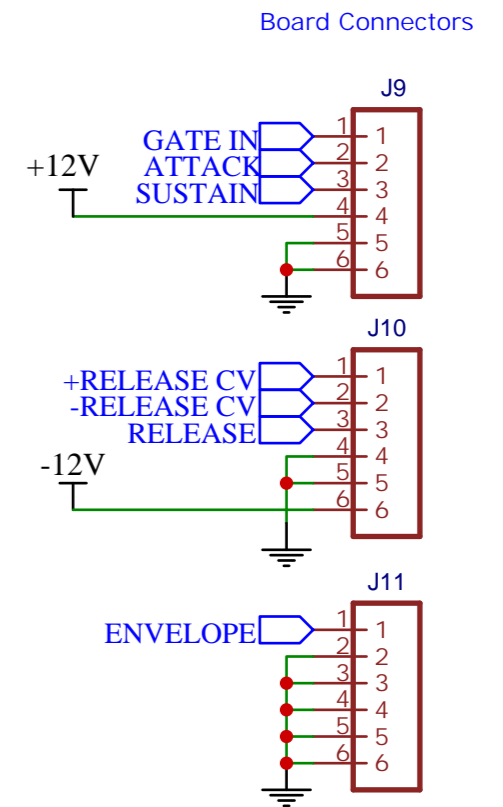 Board Connectors
J9
GATE IN 1 1
ATTACK 2 2
+12V
SUSTAIN 3 3
4 4
5 5
6 6
J10
+RELEASE CV 1 1
-RELEASE CV 2 2
RELEASE 3 3
4 4
-12V
5 5
6 6
J11
ENVELOPE 1 1
2 2
3 3
4 4
5 5
6 6